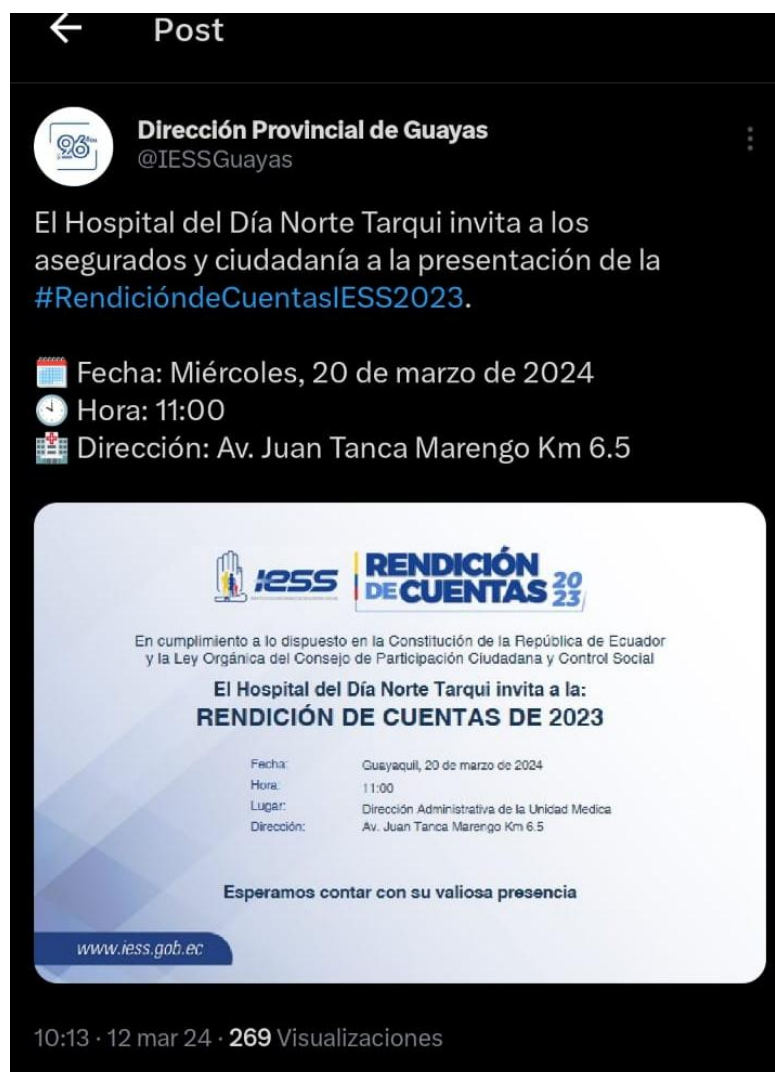 Post
Dirección Provincial de Guayas
@IESSGuayas
El Hospital del Día Norte Tarqui invita a los
asegurados y ciudadanía a la presentación de la
#RendicióndeCuentasIESS2023.
Fecha: Miércoles, 20 de marzo de 2024
Hora: 11:00
Dirección: Av. Juan Tanca Marengo Km 6.5
iess
RENDICIÓN
DE CUENTAS 20
23
En cumplimiento a lo dispuesto en la Constitución de la República de Ecuador
y la Ley Orgánica del Consejo de Participación Ciudadana y Control Social
El Hospital del Día Norte Tarqui invita a la:
RENDICIÓN DE CUENTAS DE 2023
Fecha: Guayaquil, 20 de marzo de 2024
Hora: 11:00
Lugar: Dirección Administrativa de la Unidad Medica
Dirección: Av. Juan Tanca Marengo Km 6.5
Esperamos contar con su valiosa presencia
www.iess.gob.ec
10:13 · 12 mar 24 · 269 Visualizaciones